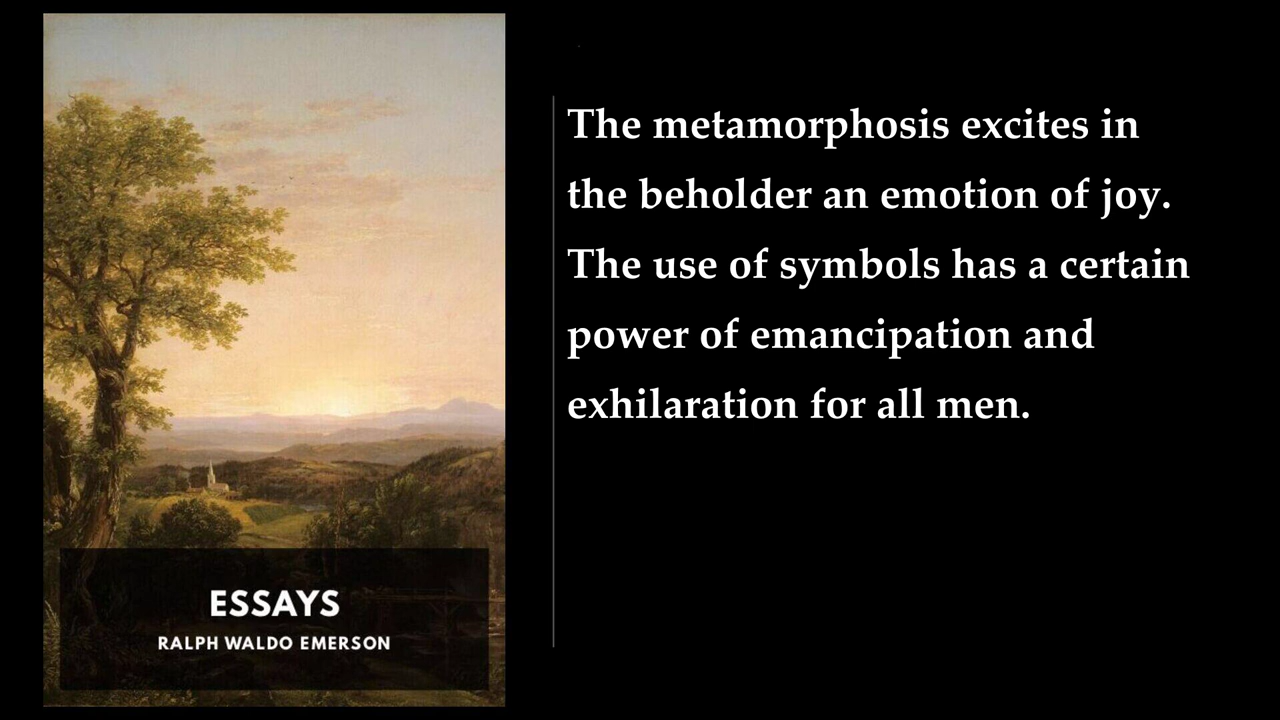 ESSAYS
RALPH WALDO EMERSON
The metamorphosis excites in
the beholder an emotion of joy.
The use of symbols has a certain
power of emancipation and
exhilaration for all men.